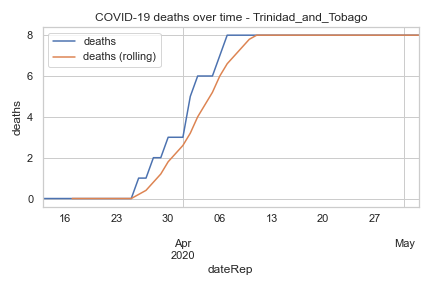 COVID-19 deaths over time - Trinidad_and_Tobago
deaths
deaths (rolling)
8
6
4
2
0
deaths
16 23 30 06 13 20 27
Apr May
2020
dateRep